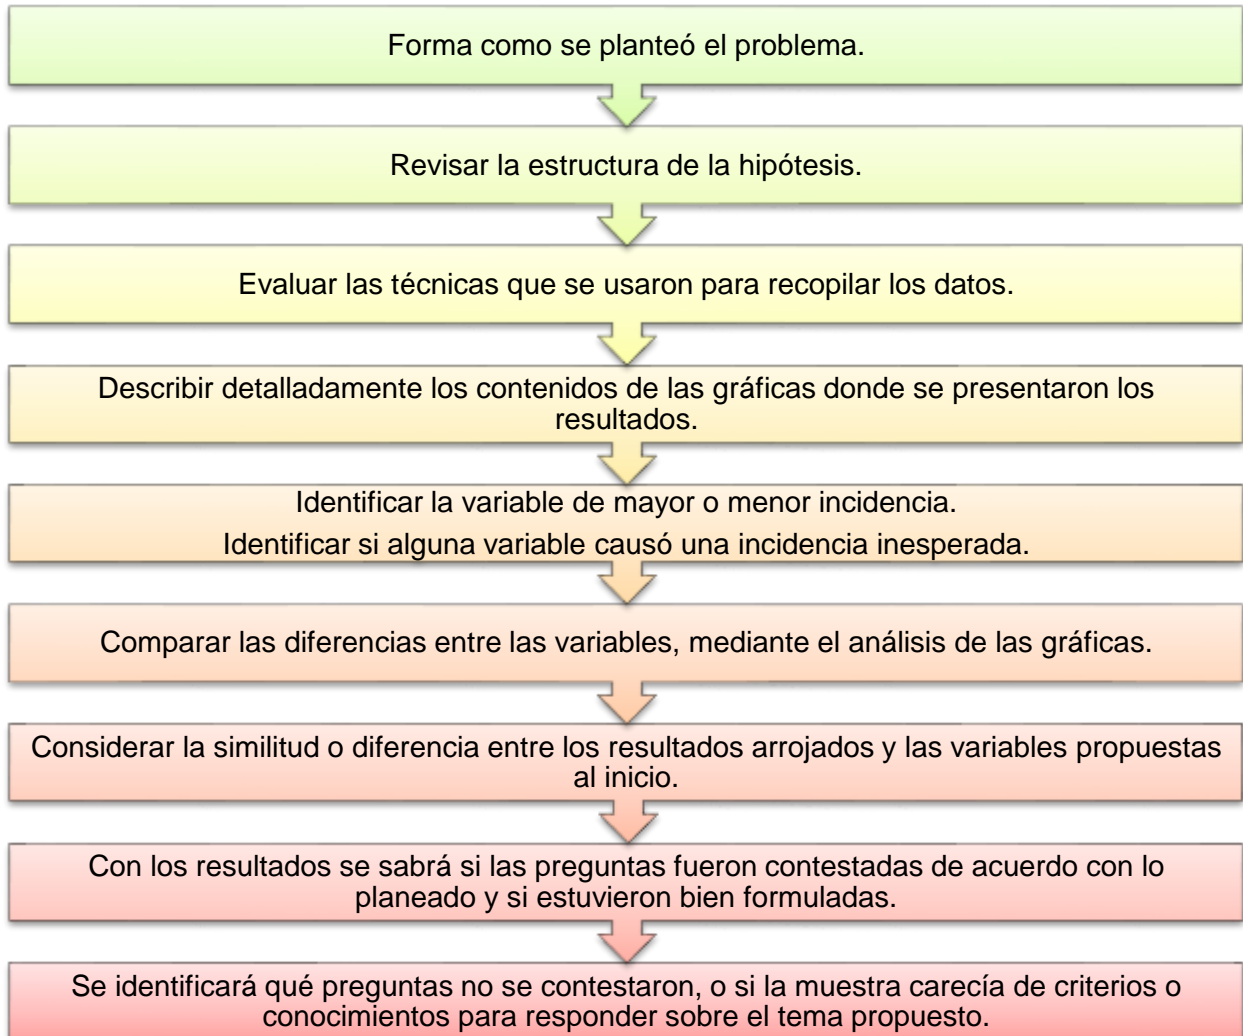 Forma como se planteó el problema.
Revisar la estructura de la hipótesis.
Evaluar las técnicas que se usaron para recopilar los datos.
Describir detalladamente los contenidos de las gráficas donde se presentaron los
resultados.
Identificar la variable de mayor o menor incidencia.
Identificar si alguna variable causó una incidencia inesperada.
Comparar las diferencias entre las variables, mediante el análisis de las gráficas.
Considerar la similitud o diferencia entre los resultados arrojados y las variables propuestas
al inicio.
Con los resultados se sabrá si las preguntas fueron contestadas de acuerdo con lo
planeado y si estuvieron bien formuladas.
Se identificará qué preguntas no se contestaron, o si la muestra carecía de criterios o
conocimientos para responder sobre el tema propuesto.